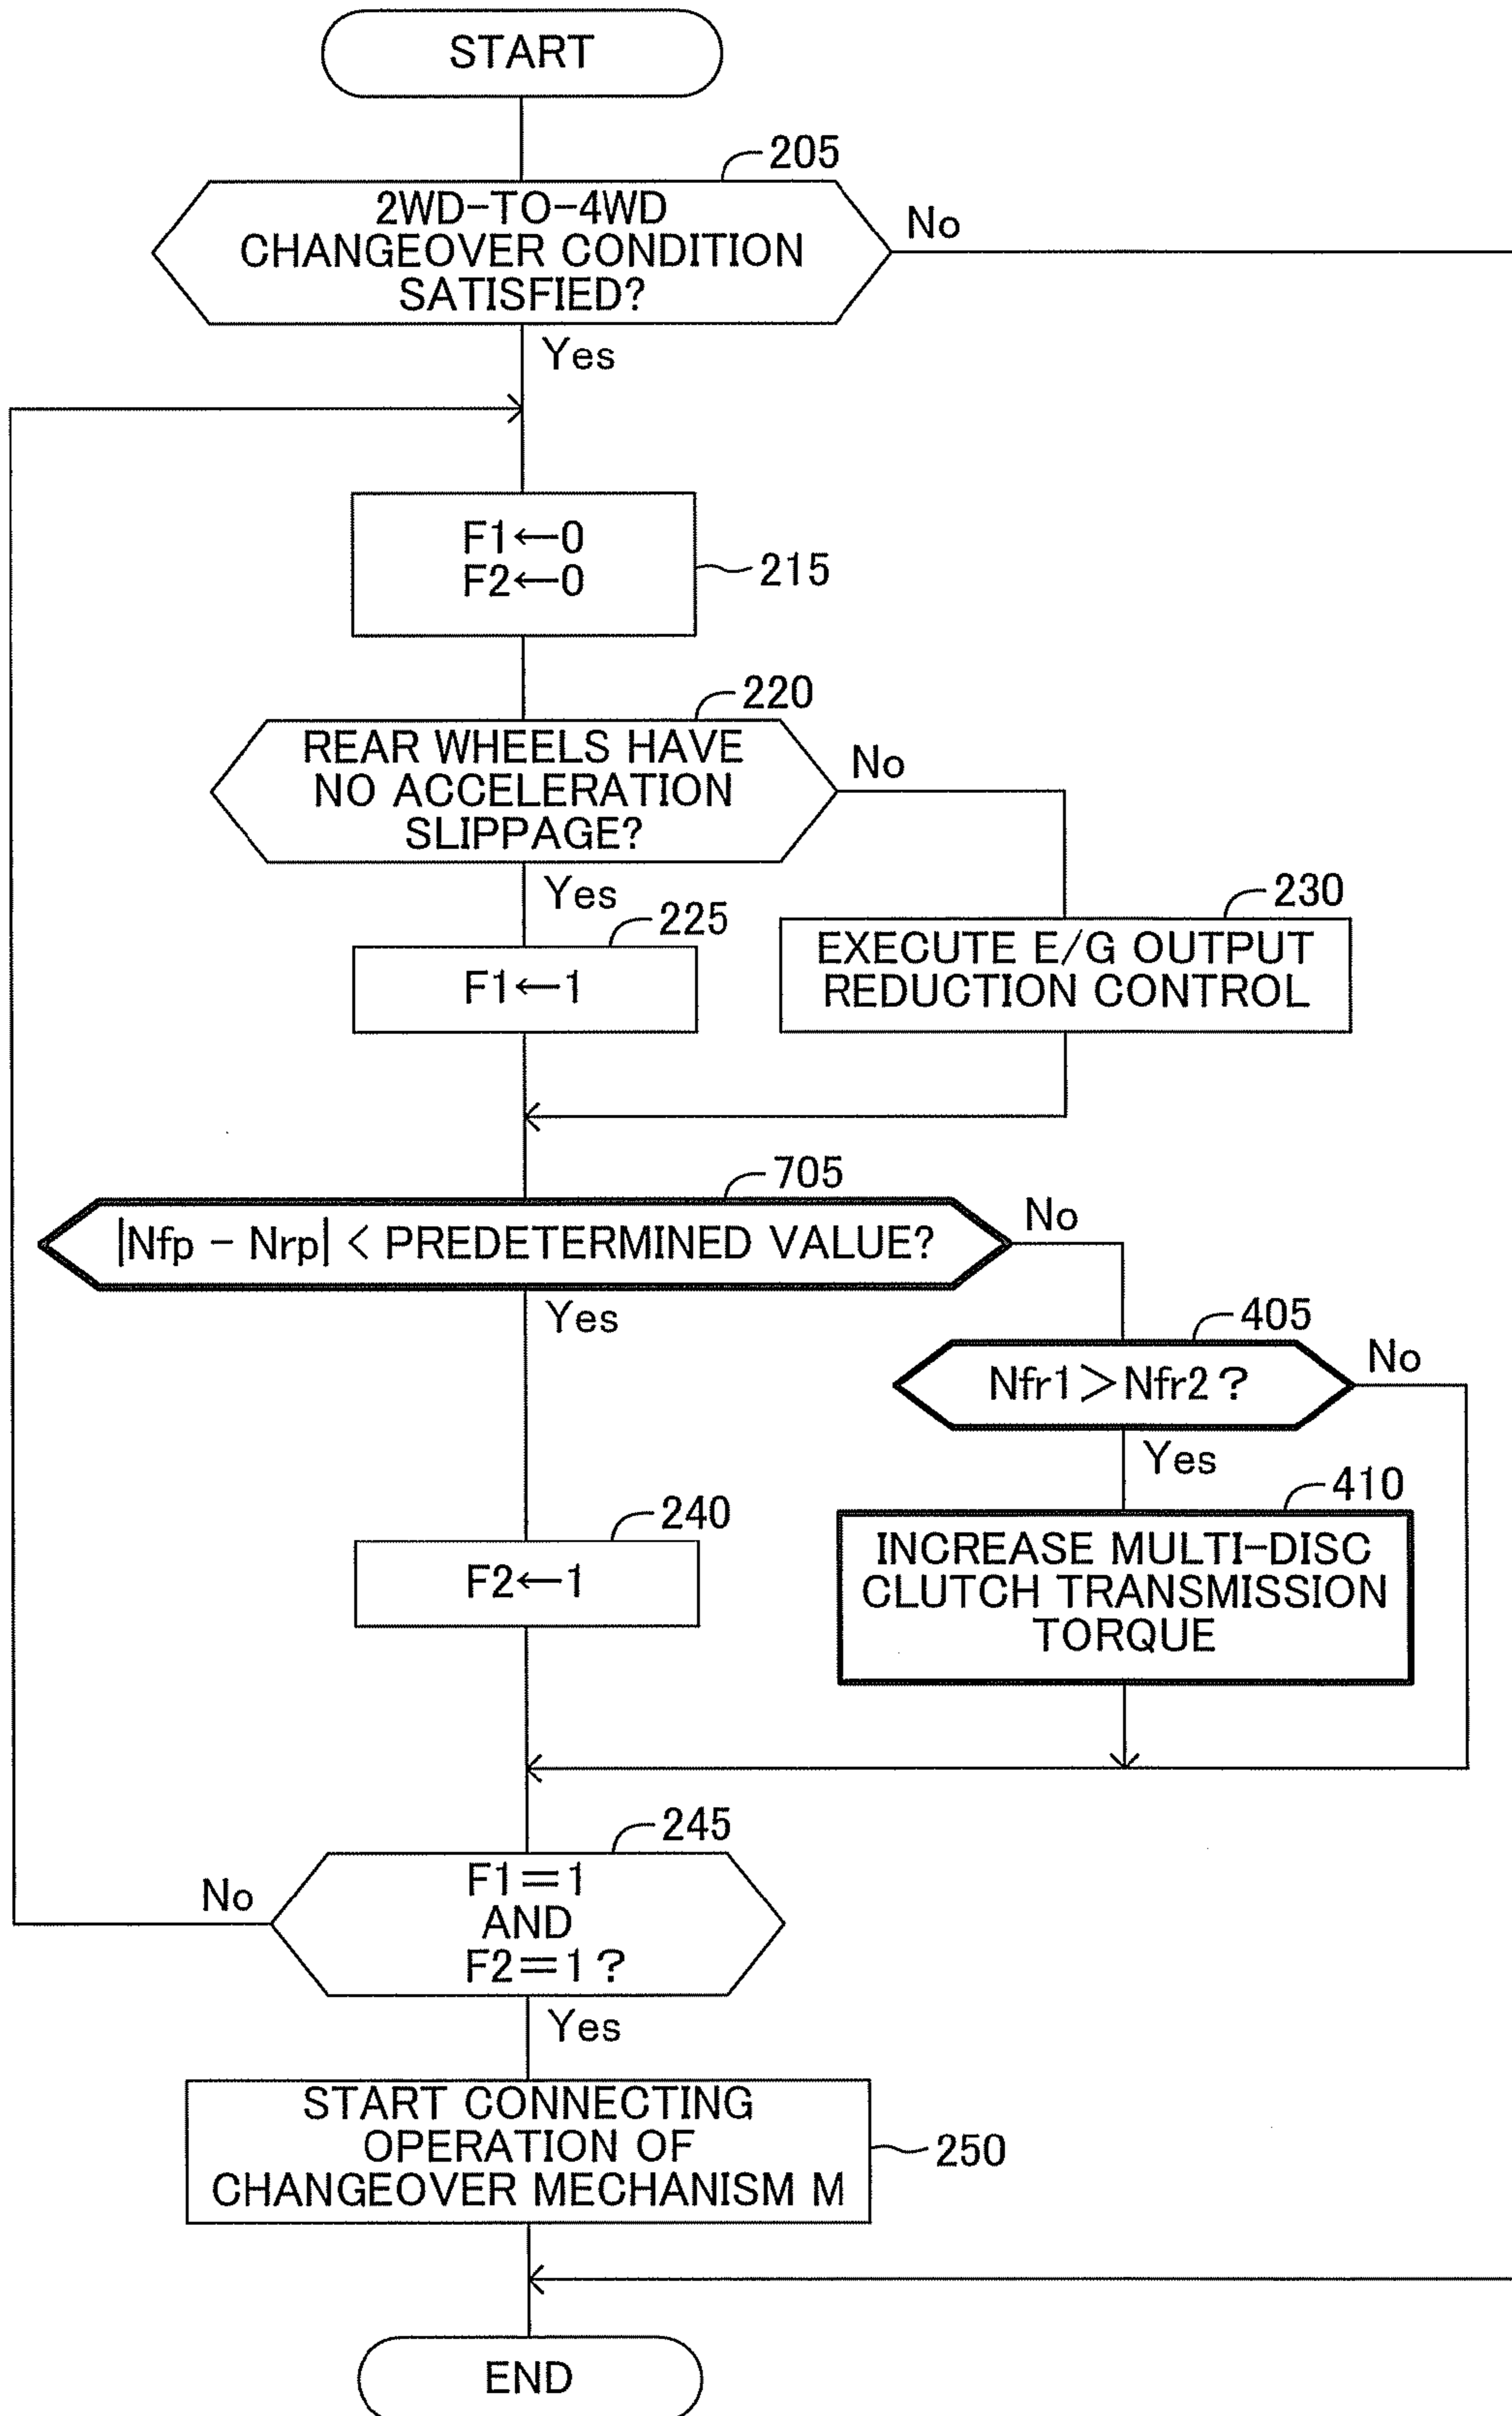 START
205
2WD-TO-4WD
CHANGEOVER CONDITION
SATISFIED?
No
Yes
F1←0
F2←0
215
220
REAR WHEELS HAVE
NO ACCELERATION
SLIPPAGE?
No
Yes
225
F1←1
230
EXECUTE E/G OUTPUT
REDUCTION CONTROL
705
|Nfp - Nrp| < PREDETERMINED VALUE?
No
Yes
405
Nfr1>Nfr2?
No
Yes
410
INCREASE MULTI-DISC
CLUTCH TRANSMISSION
TORQUE
240
F2←1
245
F1=1
AND
F2=1?
No
Yes
START CONNECTING
OPERATION OF
CHANGEOVER MECHANISM M
250
END